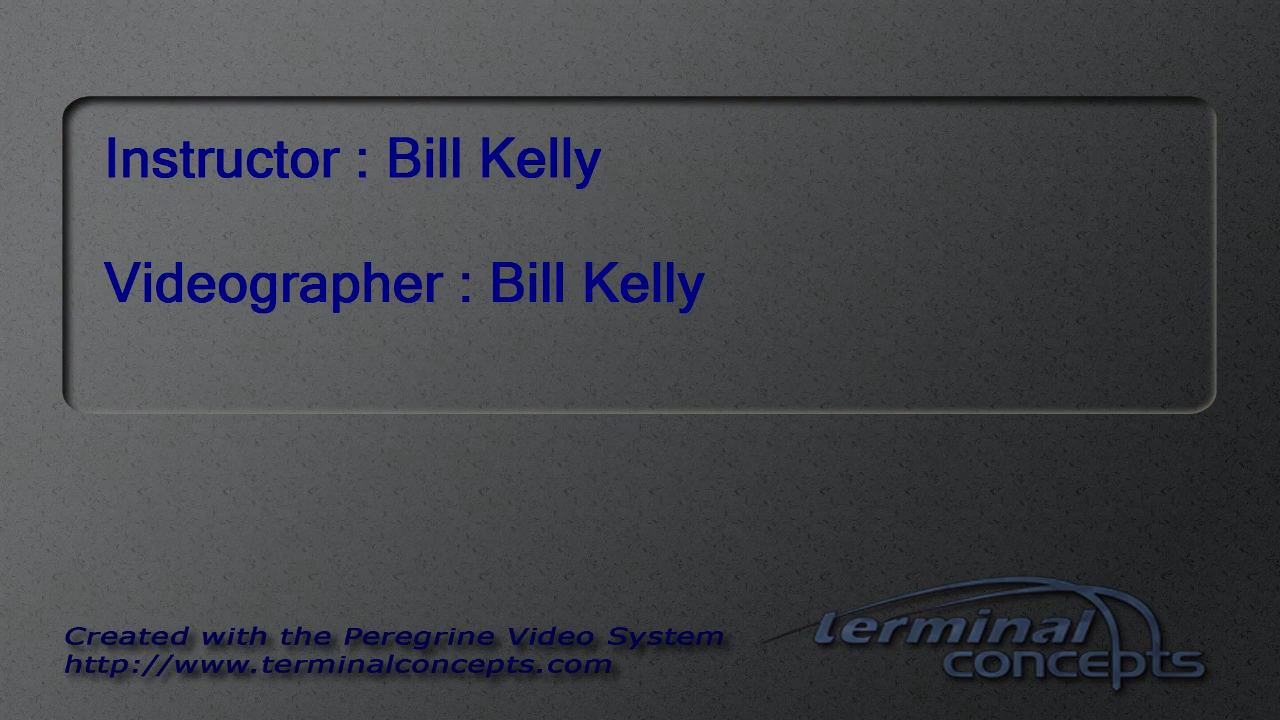 Instructor : Bill Kelly
Videographer : Bill Kelly
Created with the Peregrine Video System
http://www.terminalconcepts.com
terminal
concepts